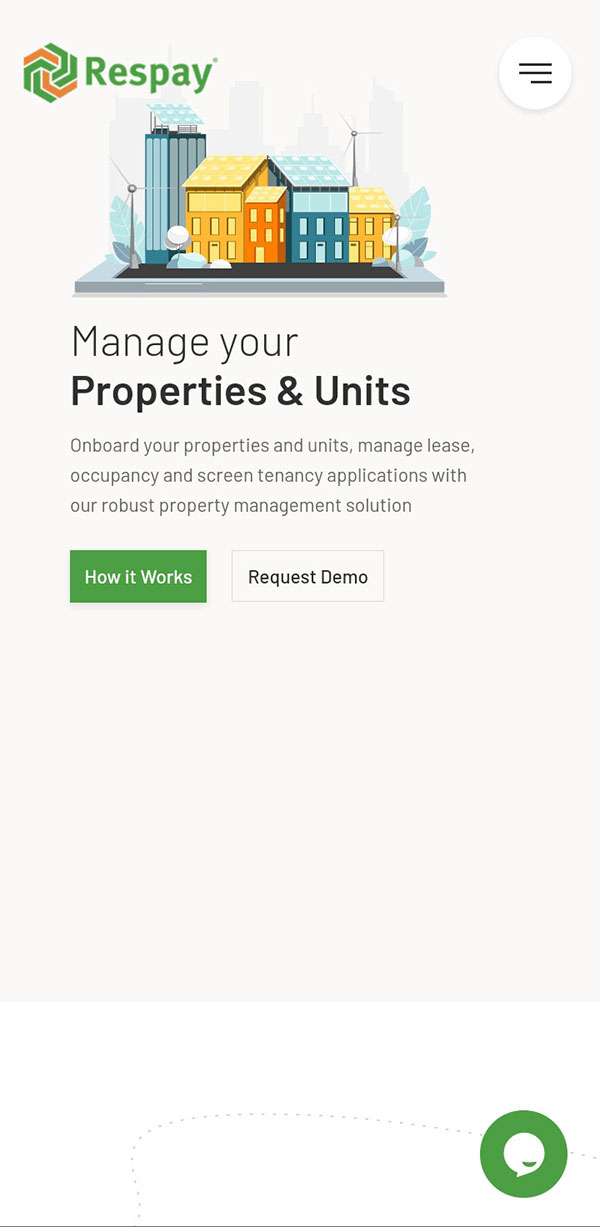 Respay®
Manage your
Properties & Units
Onboard your properties and units, manage lease,
occupancy and screen tenancy applications with
our robust property management solution
How it Works
Request Demo